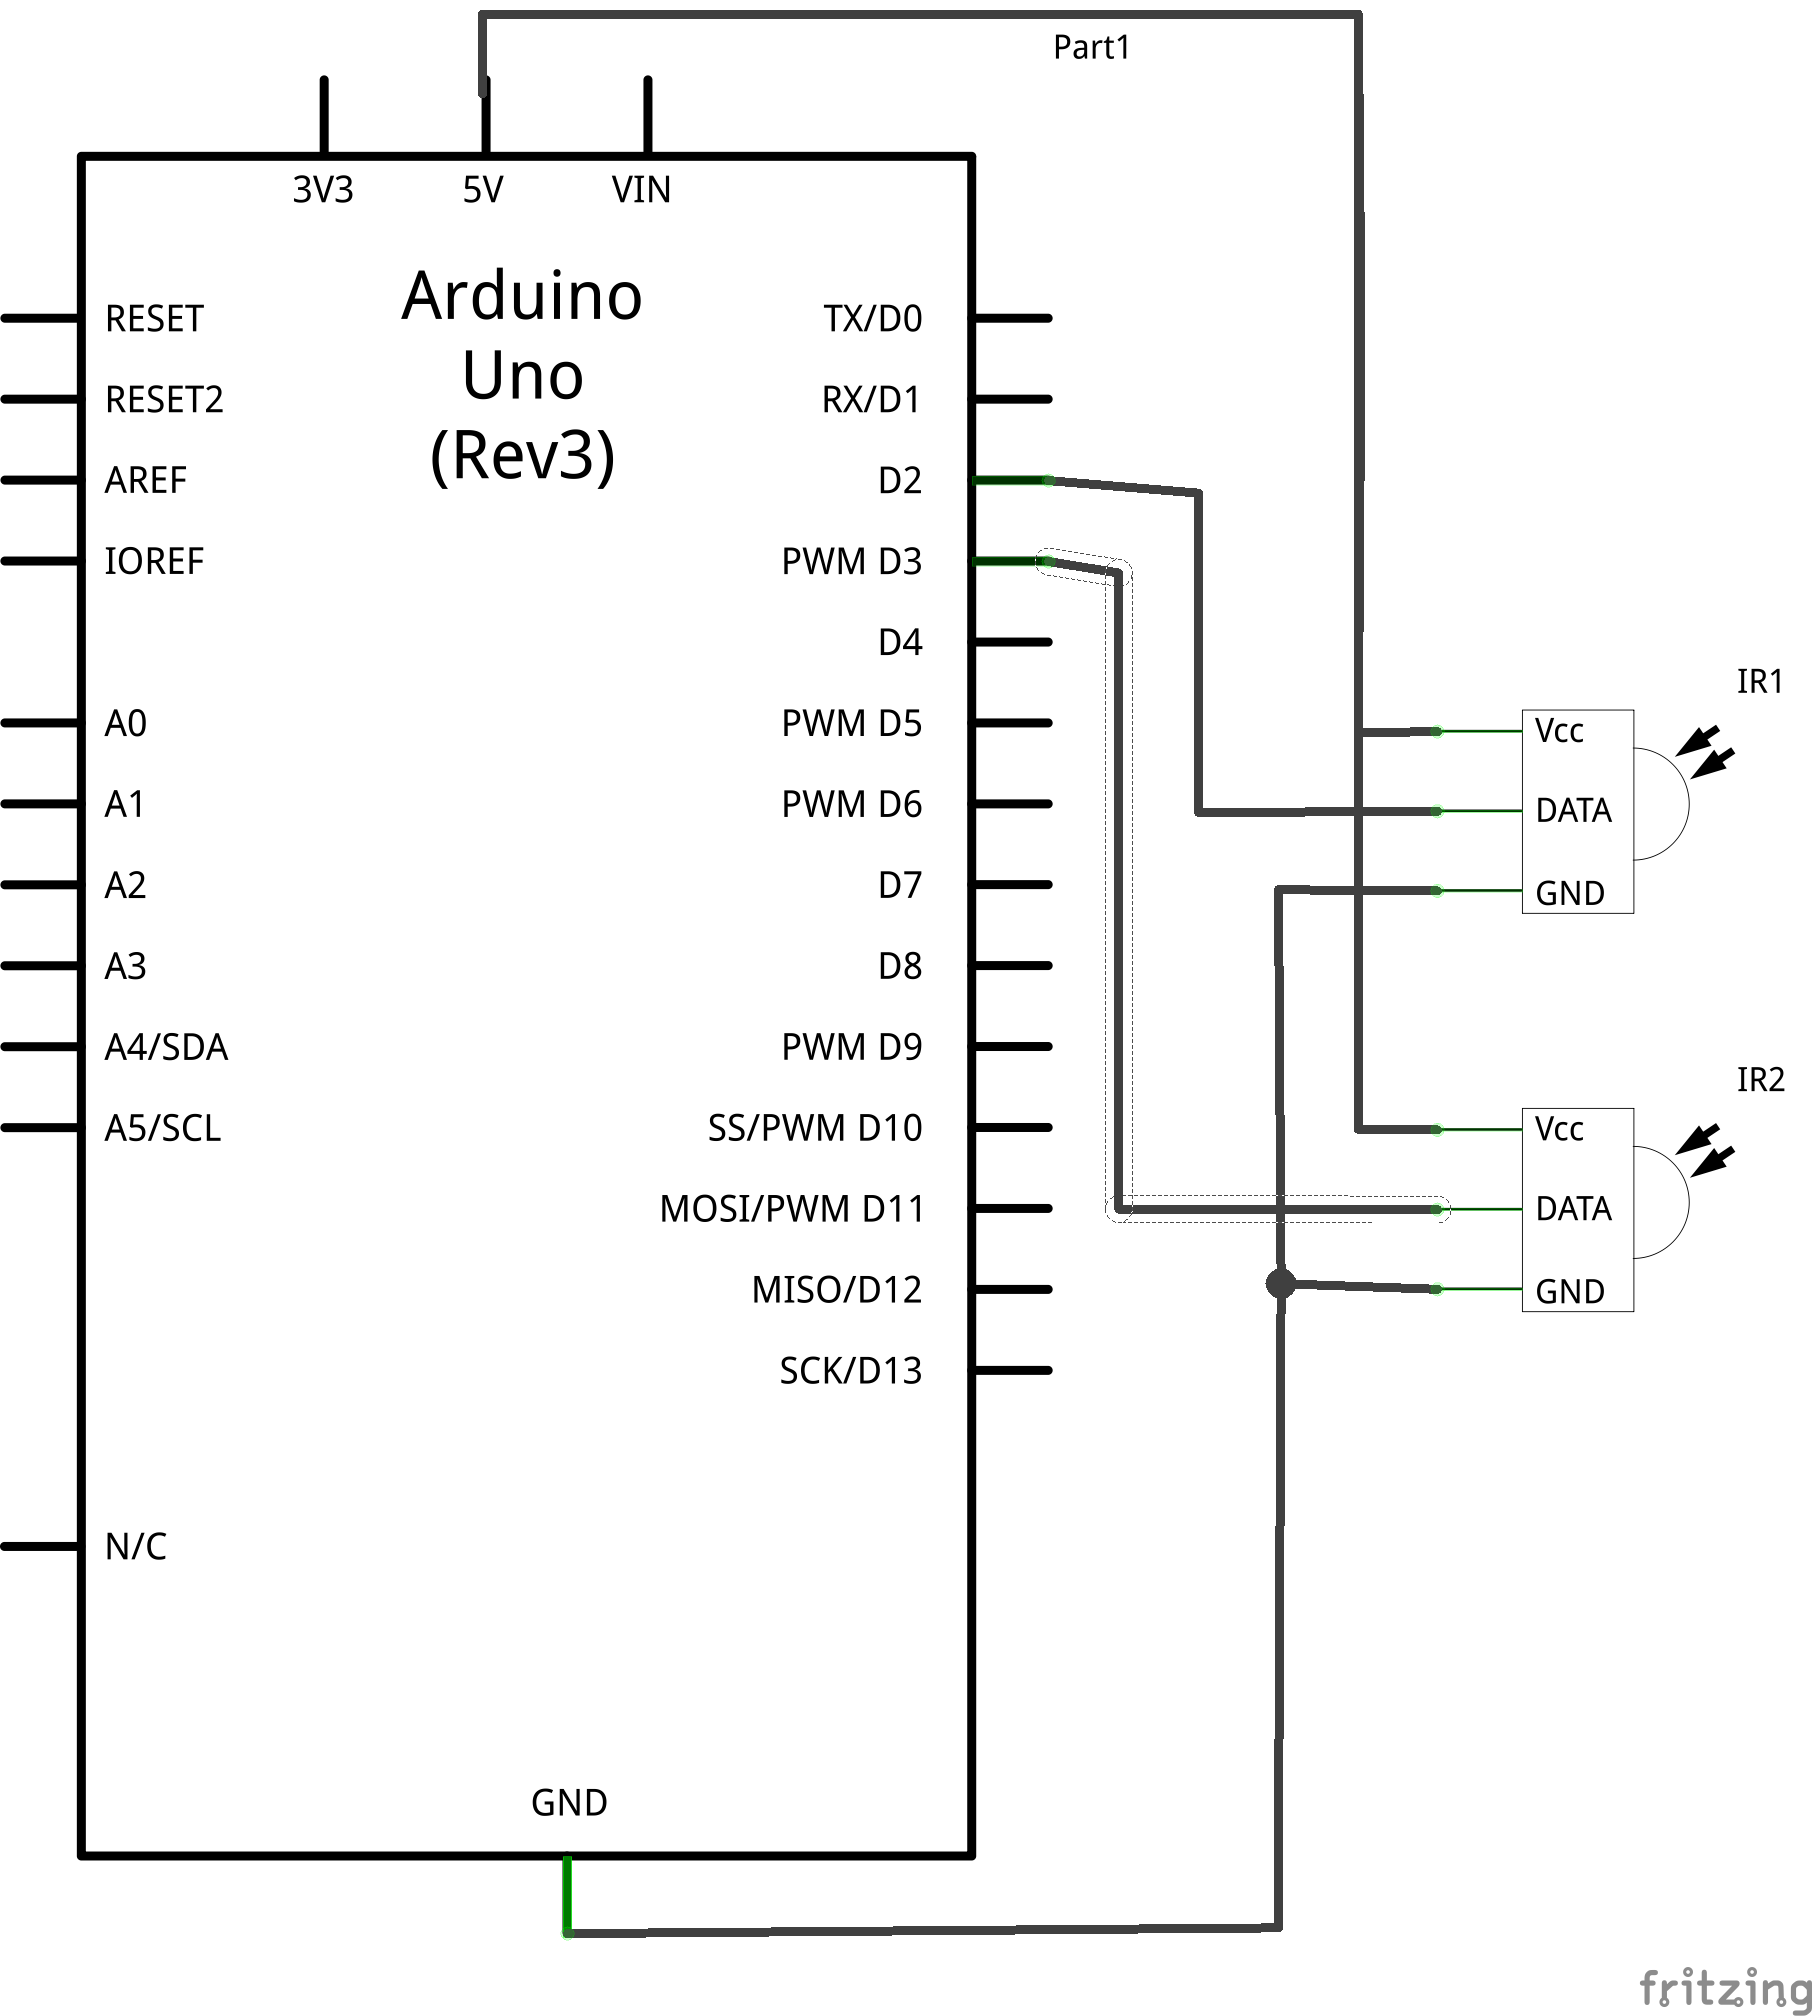 Part1
3V3 5V VIN
Arduino
Uno
(Rev3)
RESET
RESET2
AREF
IOREF
A0
A1
A2
A3
A4/SDA
A5/SCL
N/C
TX/D0
RX/D1
D2
PWM D3
D4
PWM D5
PWM D6
D7
D8
PWM D9
SS/PWM D10
MOSI/PWM D11
MISO/D12
SCK/D13
GND
IR1
Vcc
DATA
GND
IR2
Vcc
DATA
GND
fritzing